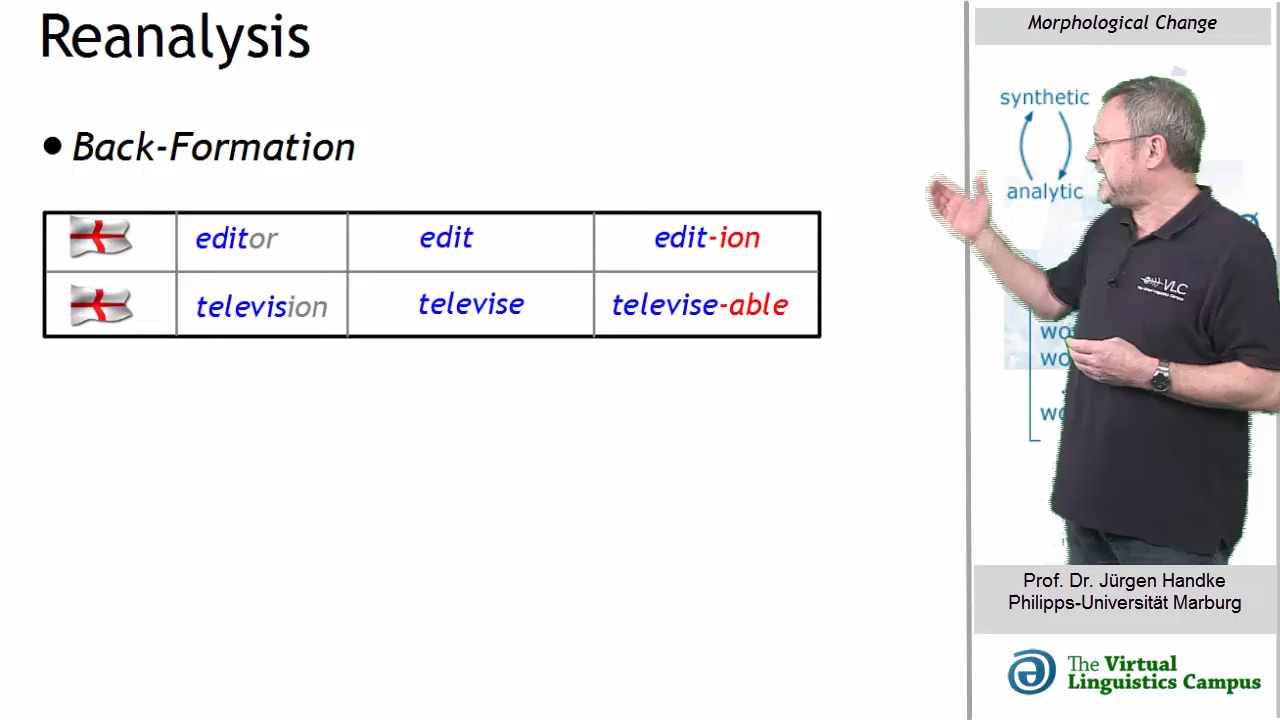 Reanalysis
• Back-Formation
editor edit edit-ion
television televise televise-able
Morphological Change
synthetic
analytic
VLC
Prof. Dr. Jürgen Handke
Philipps-Universität Marburg
The Virtual
Linguistics Campus